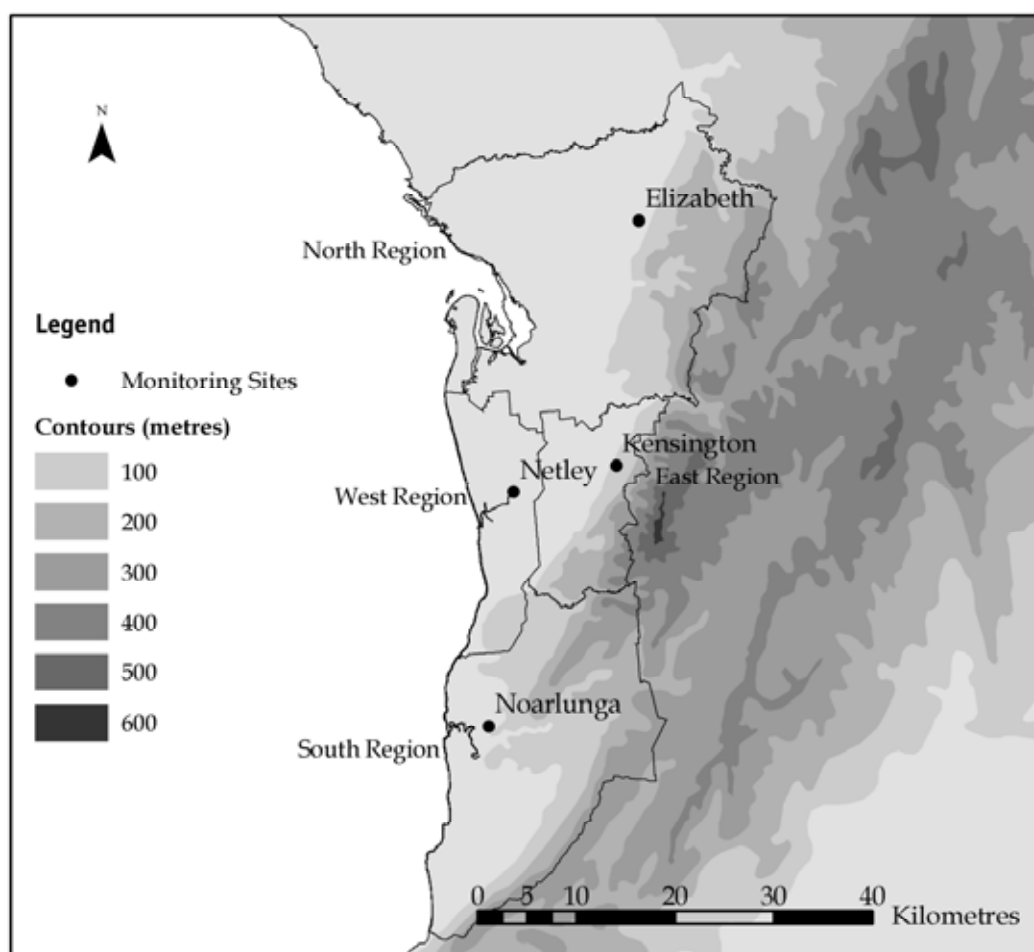 N
Elizabeth
North Region
Legend
Monitoring Sites
Contours (metres)
100
200
300
400
500
600
Kensington
Netley
East Region
West Region
Noarlunga
South Region
0 5 10 20 30 40
Kilometres